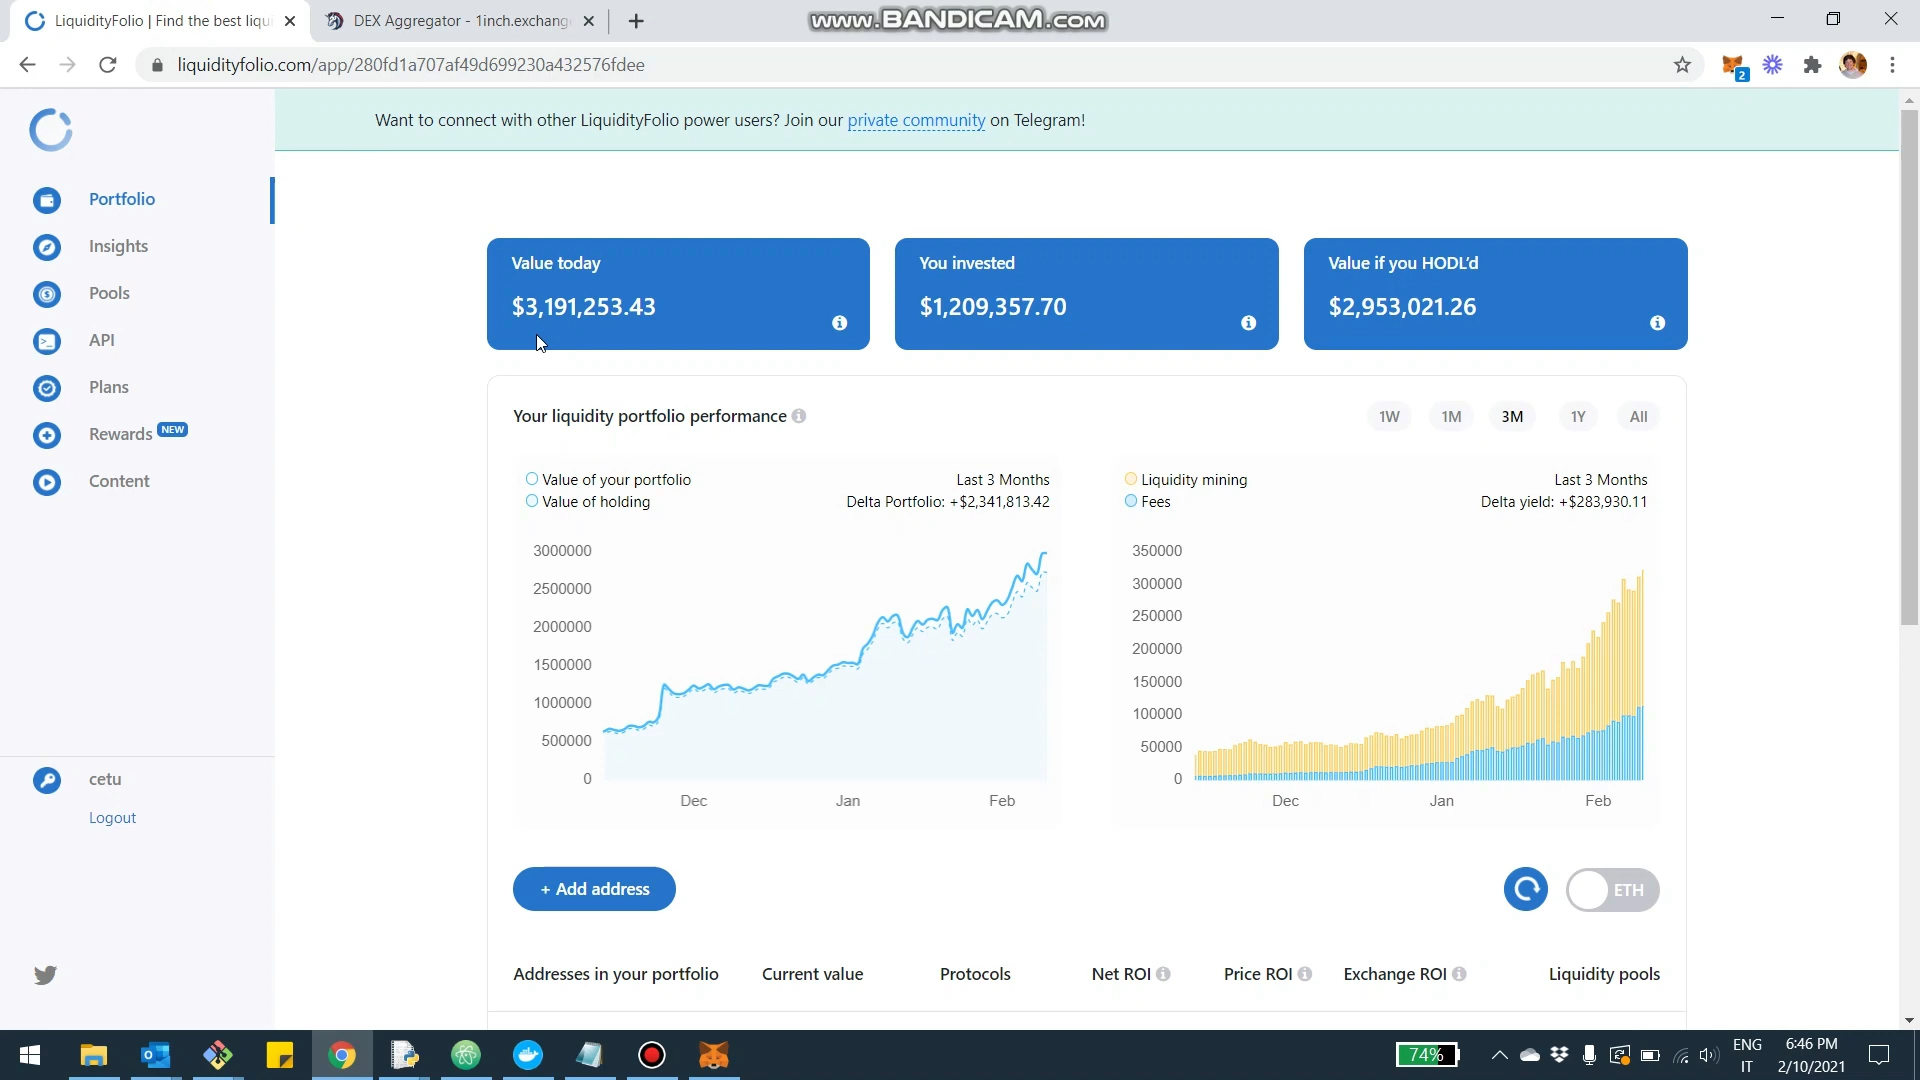 LiquidityFolio | Find the best liqui
DEX Aggregator - 1inch.exchang
www.BANDICAM.com
liquidityfolio.com/app/280fd1a707af49d699230a432576fdee
2
Want to connect with other LiquidityFolio power users? Join our private community on Telegram!
Portfolio
Insights
Pools
API
Plans
Rewards NEW
Content
cetu
Logout
Value today
$3,191,253.43
You invested
$1,209,357.70
Value if you HODL'd
$2,953,021.26
Your liquidity portfolio performance
1W 1M 3M 1Y All
Value of your portfolio
Value of holding
Last 3 Months
Delta Portfolio: +$2,341,813.42
3000000
2500000
2000000
1500000
1000000
500000
0
Dec Jan Feb
Liquidity mining
Fees
Last 3 Months
Delta yield: +$283,930.11
350000
300000
250000
200000
150000
100000
50000
0
Dec Jan Feb
+ Add address
ETH
Addresses in your portfolio Current value Protocols Net ROI Price ROI Exchange ROI Liquidity pools
74%
ENG
IT
6:46 PM
2/10/2021